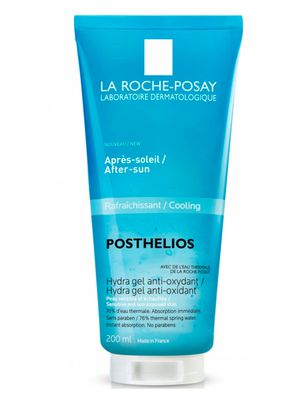 LA ROCHE-POSAY
LABORATOIRE DERMATOLOGIQUE
NOUVEAU / NEW
Après-soleil /
After-sun
Rafraîchissant / Cooling
POSTHELIOS
AVEC DE L'EAU THERMALE
DE LA ROCHE-POSAY
Hydra gel anti-oxydant /
Hydra gel anti-oxidant
Peau sensible et échauffée /
Sensitive and sunexposed skin
76% d'eau thermale. Absorption immédiate.
Sans paraben / 76% thermal spring water
Instant absorption. No parabens
200 ml Made in France